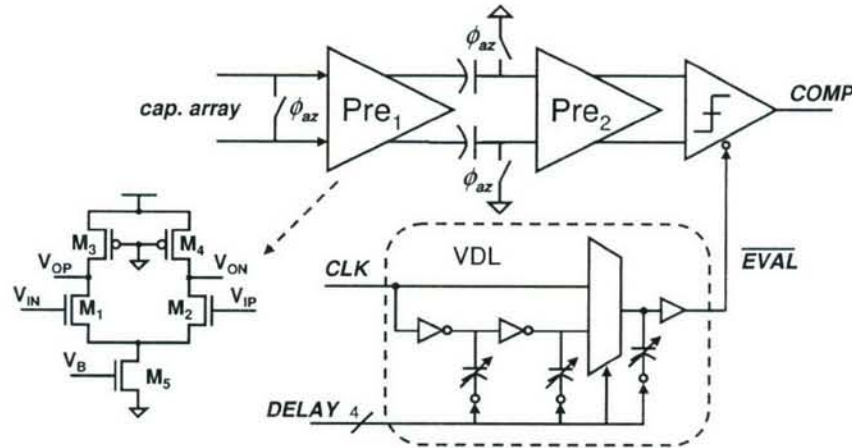 ϕaz
cap. array
ϕaz
Pre1
Pre2
COMP
ϕaz
M3
M4
VOP
VON
VIN
M1
M2
VIP
VB
M5
CLK
VDL
EVAL
DELAY 4